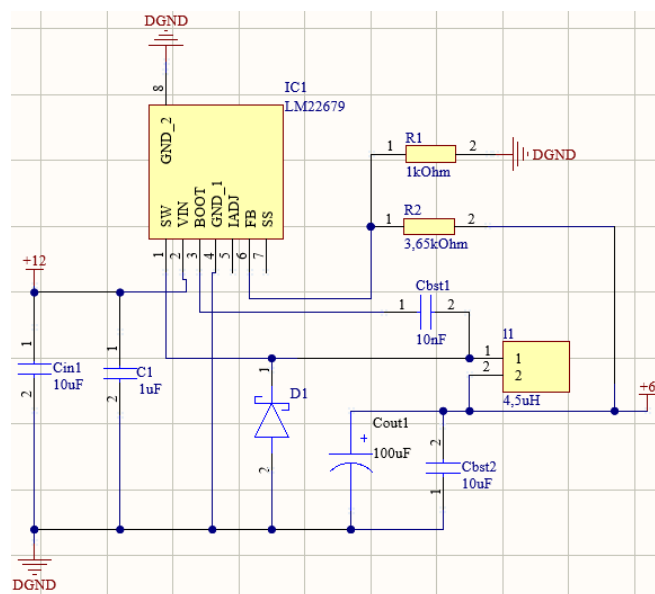 DGND
8
IC1
LM22679
GND_2
SW
VIN
BOOT
GND_1
IADJ
FB
SS
1
2
3
4
5
6
7
1
R1
2
1kOhm
DGND
1
R2
2
3,65kOhm
+12
Cbst1
1
2
10nF
I1
1
1
2
2
4,5uH
+6
1
Cin1
10uF
2
1
C1
1uF
2
1
D1
2
Cout1
+
100uF
2
Cbst2
10uF
1
DGND